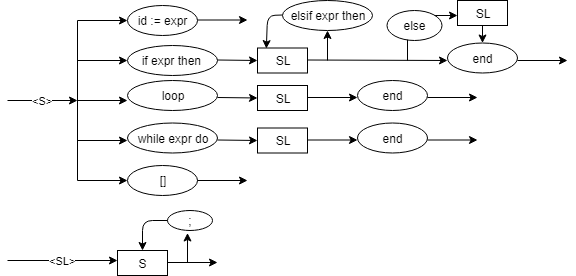 id := expr
elsif expr then
else
SL
if expr then
SL
end
<S>
loop
SL
end
while expr do
SL
end
[]
;
<SL>
S